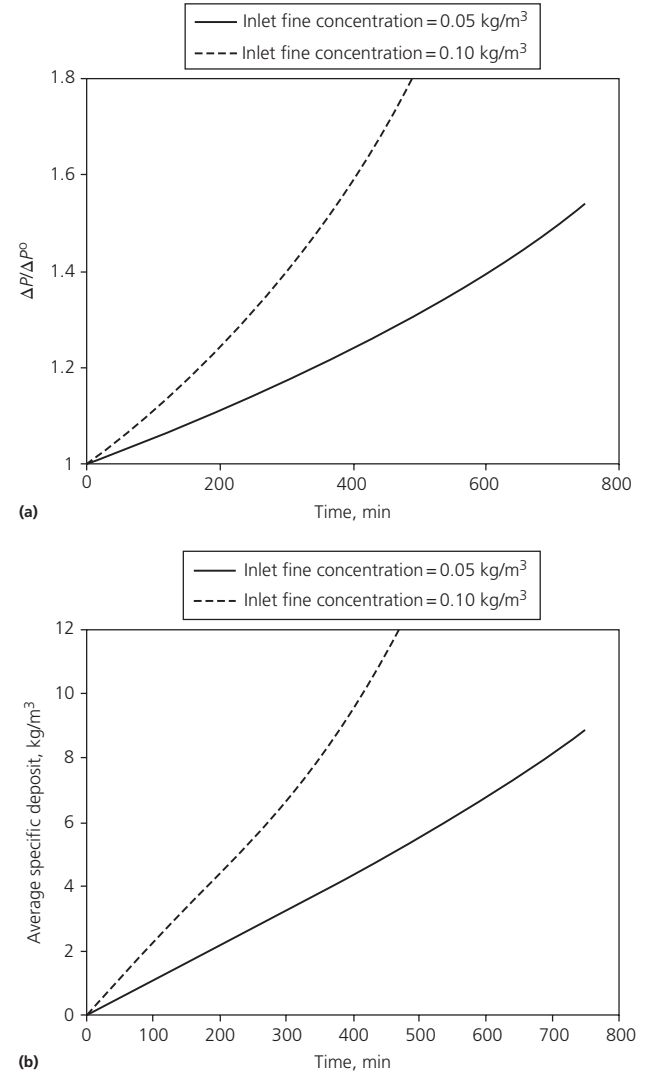 Inlet fine concentration = 0.05 kg/m³
Inlet fine concentration = 0.10 kg/m³
1.8
1.6
1.4
1.2
1
ΔP/ΔP⁰
0
200
400
600
800
Time, min
(a)
Inlet fine concentration = 0.05 kg/m³
Inlet fine concentration = 0.10 kg/m³
12
10
8
6
4
2
0
Average specific deposit, kg/m³
0
100
200
300
400
500
600
700
800
Time, min
(b)